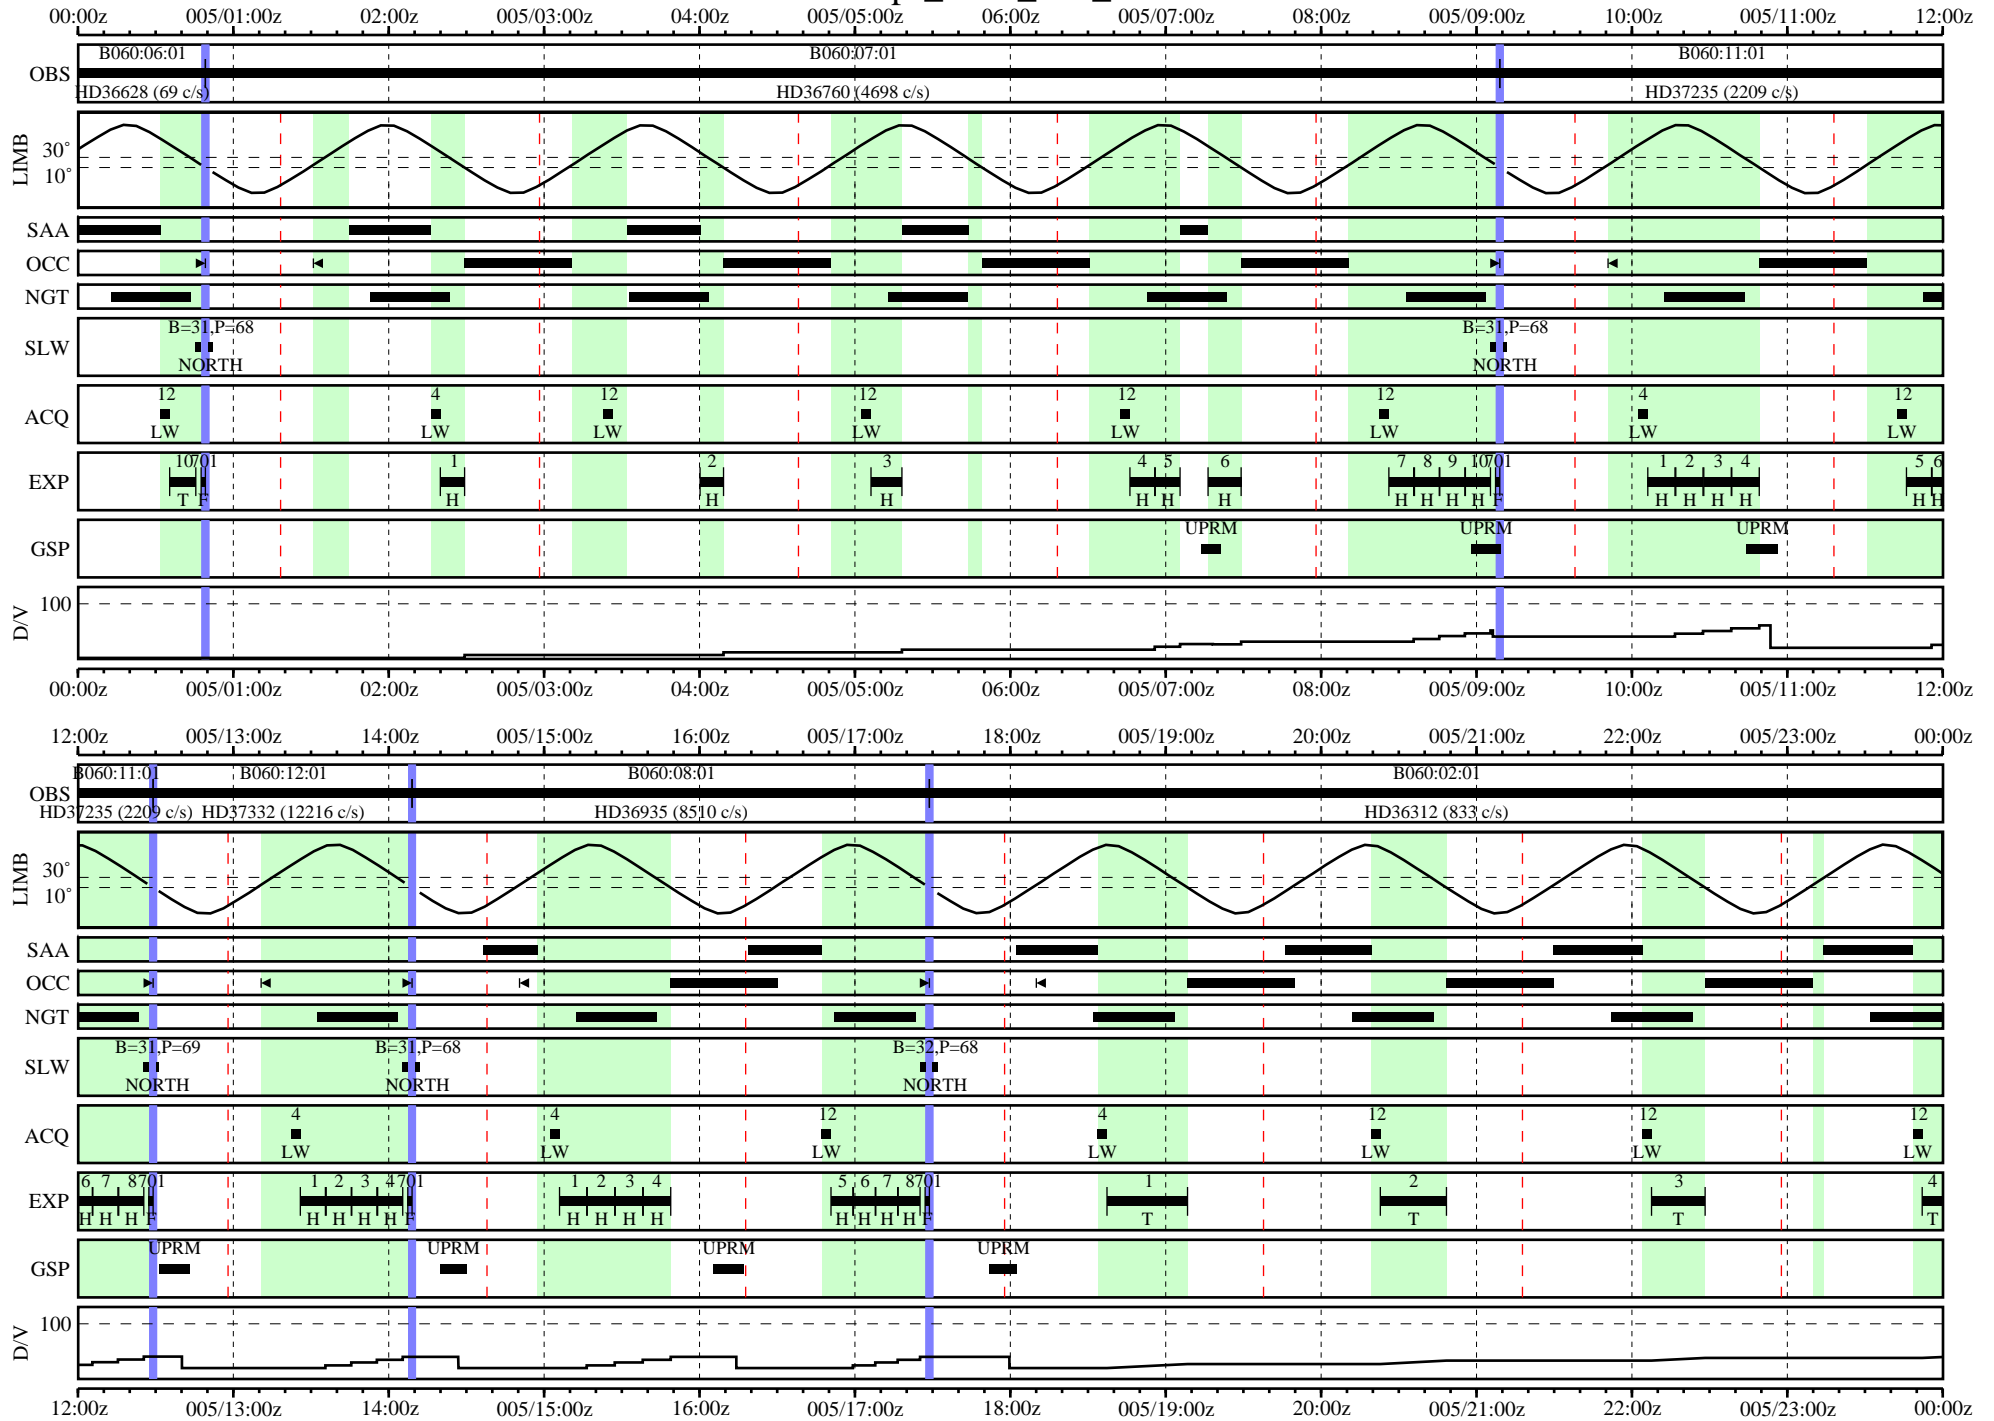 00:00z 005/01:00z 02:00z 005/03:00z 04:00z 005/05:00z 06:00z 005/07:00z 08:00z 005/09:00z 10:00z 005/11:00z 12:00z
B060:06:01 B060:07:01 B060:11:01
OBS
HD36628 (69 c/s) HD36760 (4698 c/s) HD37235 (2209 c/s)
LIMB 30° 10°
SAA
OCC
NGT
B=31,P=68 B=31,P=68
SLW
NORTH NORTH
12 4 12 12 12 12 4 12
ACQ
LW LW LW LW LW LW LW LW
10 701 1 2 3 4 5 6 7 8 9 10 701 1 2 3 4 5 6
EXP
T F H H H H H H H H H H F H H H H H H
UPRM UPRM UPRM
GSP
D/V 100
00:00z 005/01:00z 02:00z 005/03:00z 04:00z 005/05:00z 06:00z 005/07:00z 08:00z 005/09:00z 10:00z 005/11:00z 12:00z
12:00z 005/13:00z 14:00z 005/15:00z 16:00z 005/17:00z 18:00z 005/19:00z 20:00z 005/21:00z 22:00z 005/23:00z 00:00z
B060:11:01 B060:12:01 B060:08:01 B060:02:01
OBS
HD37235 (2209 c/s) HD37332 (12216 c/s) HD36935 (8510 c/s) HD36312 (833 c/s)
LIMB 30° 10°
SAA
OCC
NGT
B=31,P=69 B=31,P=68 B=32,P=68
SLW
NORTH NORTH NORTH
4 4 12 4 12 12 12
ACQ
LW LW LW LW LW LW LW
6 7 8 701 1 2 3 4 701 1 2 3 4 5 6 7 8 701 1 2 3 4
EXP
H H H F H H H H F H H H H H H H H F T T T T
UPRM UPRM UPRM UPRM
GSP
D/V 100
12:00z 005/13:00z 14:00z 005/15:00z 16:00z 005/17:00z 18:00z 005/19:00z 20:00z 005/21:00z 22:00z 005/23:00z 00:00z